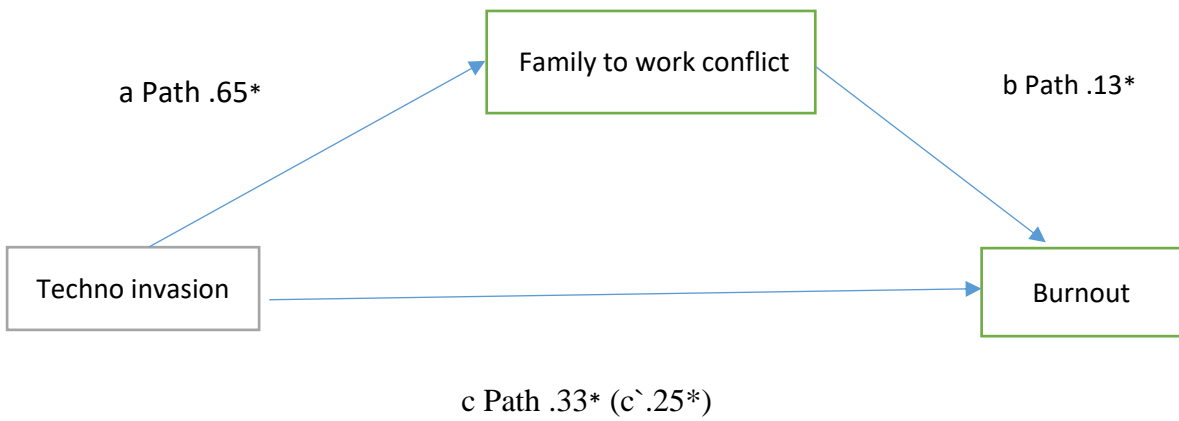 Family to work conflict
a Path .65*
b Path .13*
Techno invasion
Burnout
c Path .33* (c`.25*)